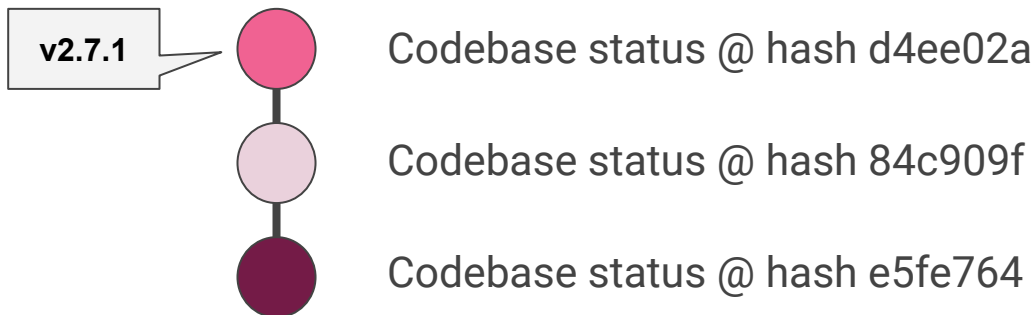 v2.7.1
Codebase status @ hash d4ee02a
Codebase status @ hash 84c909f
Codebase status @ hash e5fe764